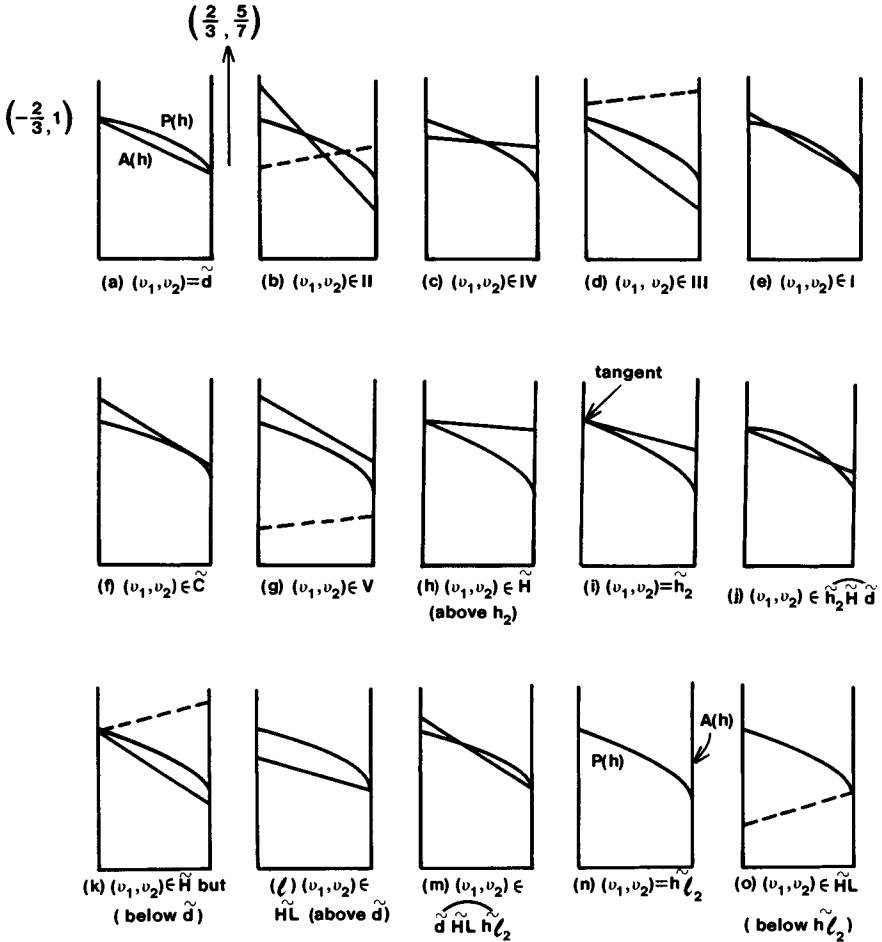 (2/3, 5/7)
(-2/3, 1)
P(h)
A(h)
(a) (υ₁,υ₂)=d̃
(b) (υ₁,υ₂)∈II
(c) (υ₁,υ₂)∈IV
(d) (υ₁, υ₂)∈III
(e) (υ₁,υ₂)∈I
tangent
(f) (υ₁,υ₂)∈C̃
(g) (υ₁,υ₂)∈V
(h) (υ₁,υ₂)∈H̃
(above h₂)
(i) (υ₁,υ₂)=h̃₂
(j) (υ₁,υ₂)∈ h̃₂H̃ d̃
A(h)
P(h)
(k) (υ₁,υ₂)∈H̃ but
( below d̃)
(ℓ) (υ₁,υ₂)∈
H̃L (above d̃)
(m) (υ₁,υ₂)∈
d̃ H̃L h̃ℓ₂
(n) (υ₁,υ₂)=h̃ℓ₂
(o) (υ₁,υ₂)∈H̃L
(below h̃ℓ₂)